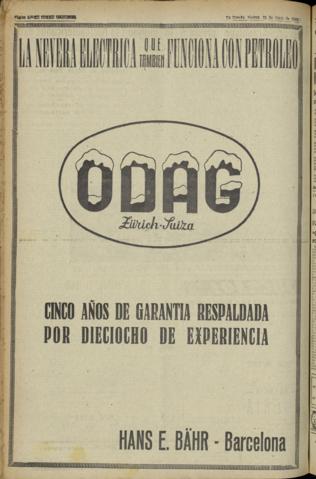 LA NEVERA ELECTRICA QUE TAMBIEN FUNCIONA CON PETROLEO
ODAG
Zürich-Suiza
CINCO AÑOS DE GARANTIA RESPALDADA
POR DIECIOCHO DE EXPERIENCIA
HANS E. BÄHR - Barcelona